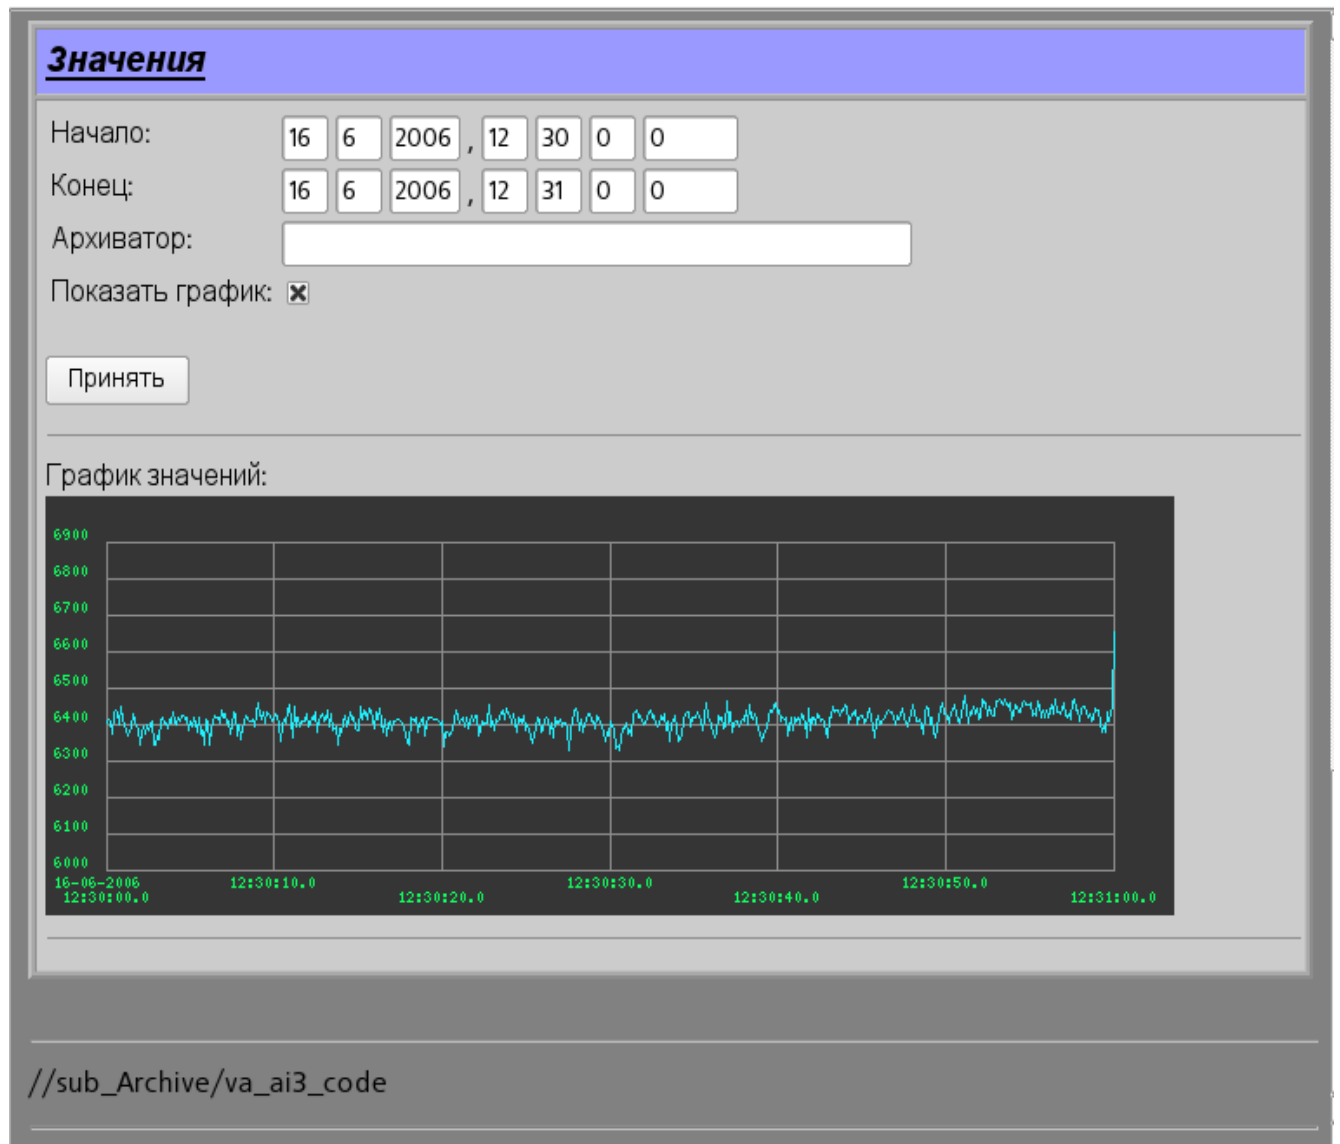 Значения
Начало: 16 6 2006 , 12 30 0 0
Конец: 16 6 2006 , 12 31 0 0
Архиватор:
Показать график:
Принять
График значений:
6900
6800
6700
6600
6500
6400
6300
6200
6100
6000
16-06-2006 12:30:10.0 12:30:30.0 12:30:50.0
12:30:00.0 12:30:20.0 12:30:40.0 12:31:00.0
//sub_Archive/va_ai3_code